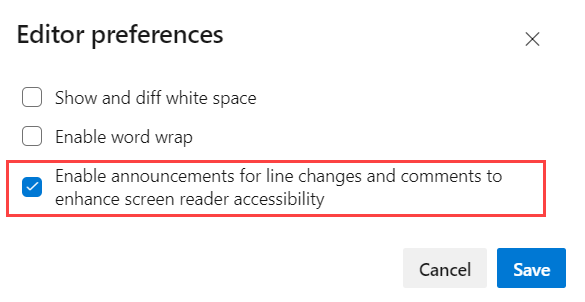 Editor preferences
Show and diff white space
Enable word wrap
Enable announcements for line changes and comments to
enhance screen reader accessibility
Cancel
Save